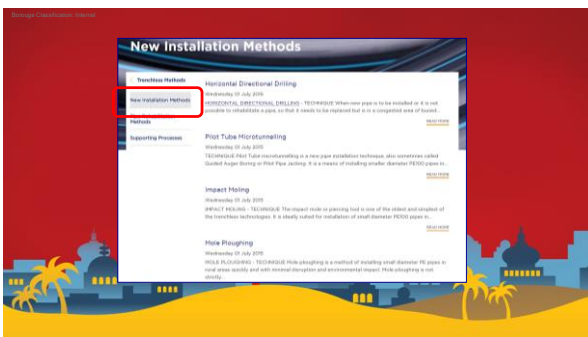 Borouge Classification: Internal
New Installation Methods
Trenchless Methods
New Installation Methods
Methods
Supporting Processes
Horizontal Directional Drilling
Wednesday 01 July 2015
HORIZONTAL DIRECTIONAL DRILLING - TECHNIQUE When new pipe is to be installed or it is not
possible to rehabilitate a pipe, so that it needs to be replaced but is in a congested area of buried...
READ MORE
Pilot Tube Microtunnelling
Wednesday 01 July 2015
TECHNIQUE Pilot Tube microtunnelling is a new pipe installation technique, also sometimes called
Guided Auger Boring or Pilot Pipe Jacking. It is a means of installing smaller diameter PE100 pipes in..
READ MORE
Impact Moling
Wednesday 01 July 2015
IMPACT MOLING - TECHNIQUE The impact mole or piercing tool is one of the oldest and simplest of
the trenchless technologies. It is ideally suited for installation of small diameter PE100 pipes in..
READ MORE
Mole Ploughing
Wednesday 01 July 2015
MOLE PLOUGHING - TECHNIQUE Mole ploughing is a method of installing small diameter PE pipes in
rural areas quickly and with minimal disruption and environmental impact. Mole ploughing is not
strictly..